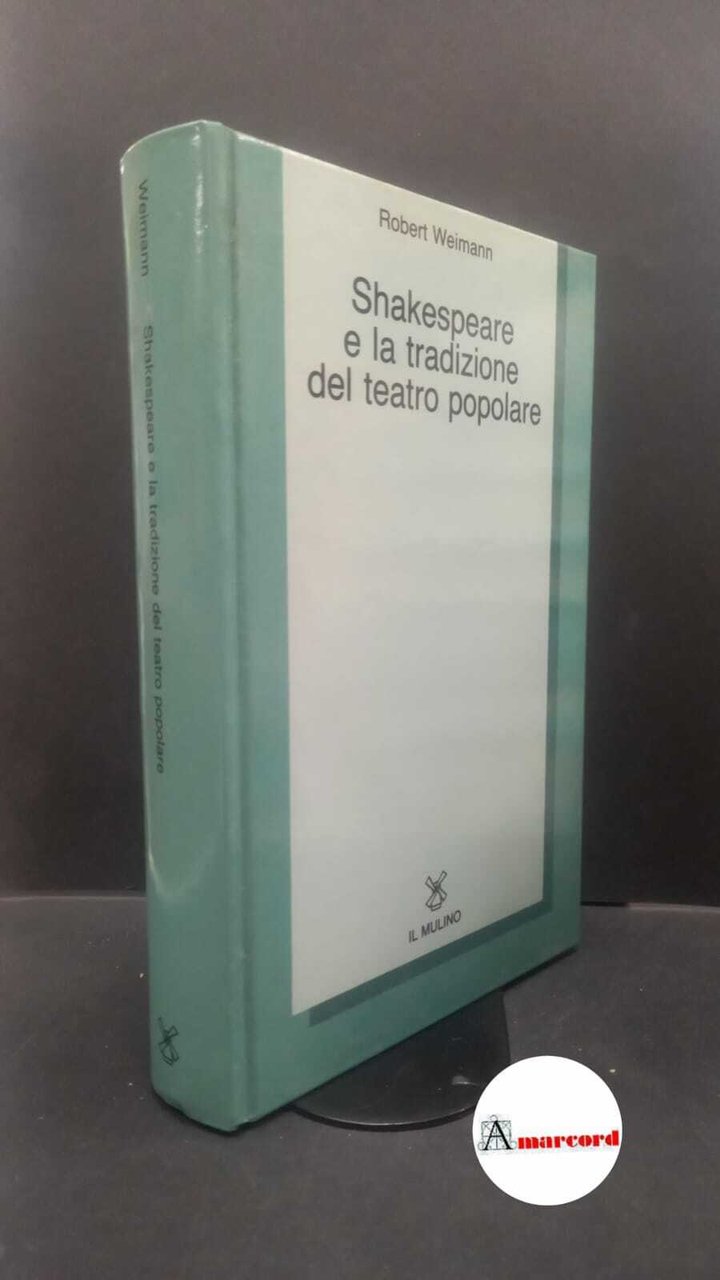 Robert Weimann
Shakespeare
e la tradizione
del teatro popolare
IL MULINO
Weimann Shakespeare e la tradizione del teatro popolare
Amarcord